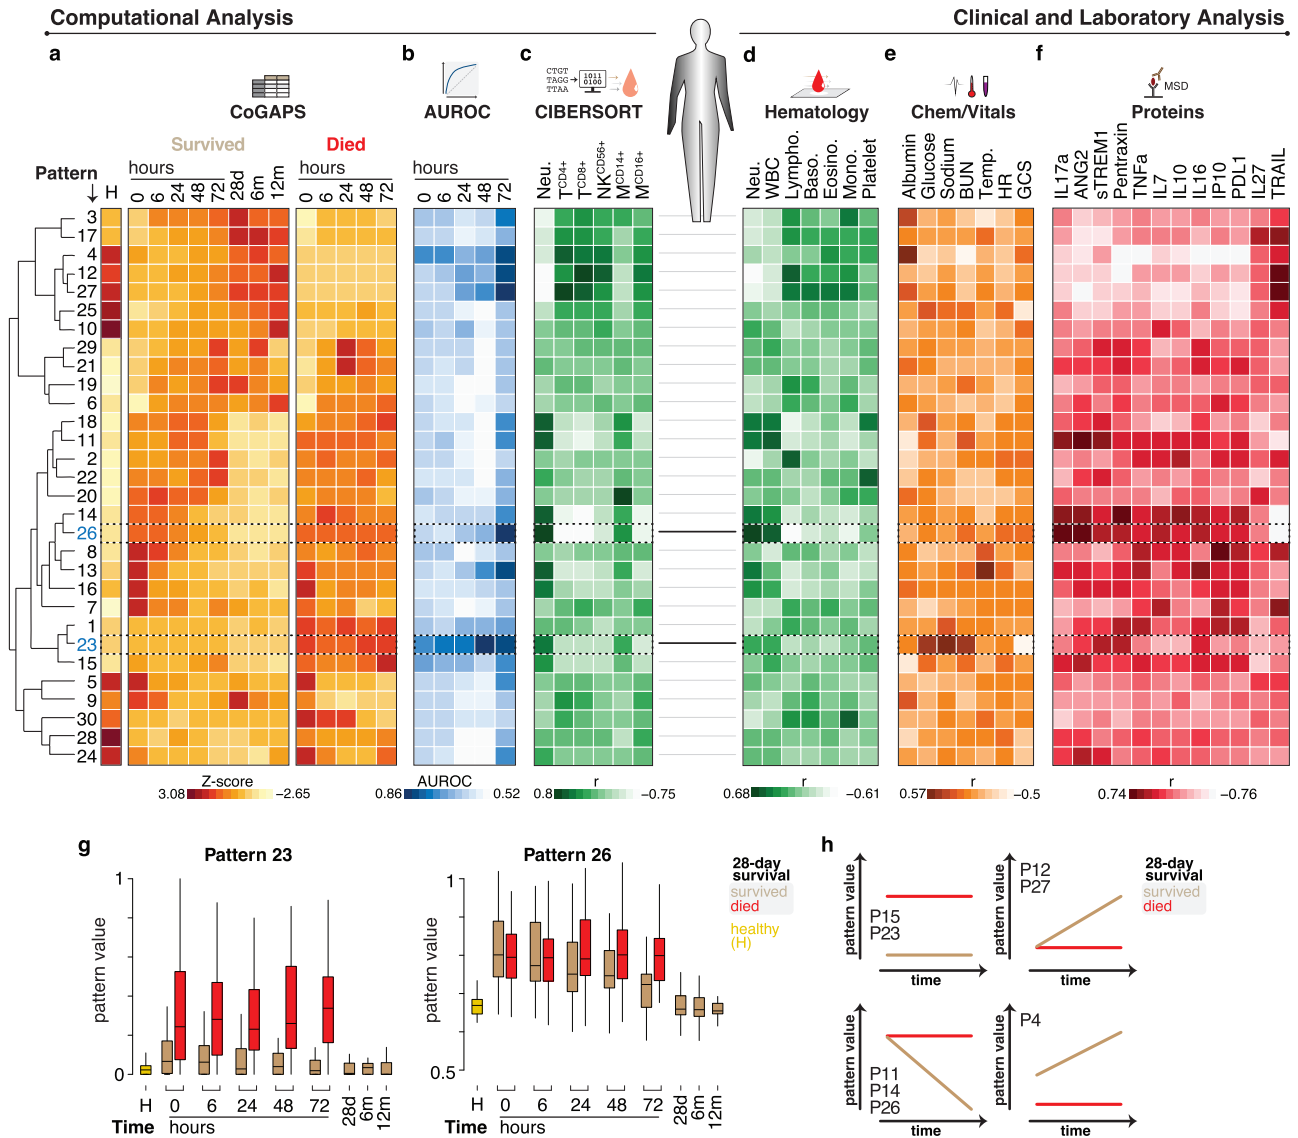 Computational Analysis
Clinical and Laboratory Analysis
a
b
c
d
e
f
CTGT
TAGG
TTAA
1011
0100
MSD
CoGAPS
AUROC
CIBERSORT
Hematology
Chem/Vitals
Proteins
Survived
Died
hours
hours
hours
Pattern
H
0 6 24 48 72 28d 6m 12m
0 6 24 48 72
0 6 24 48 72
Neu. T CD4+ T CD8+ NK CD56+ M CD14+ M CD16+
Neu. WBC Lympho. Baso. Eosino. Mono. Platelet
Albumin Glucose Sodium BUN Temp. HR GCS
IL17a ANG2 sTREM1 Pentraxin TNFa IL7 IL10 IL16 IP10 PDL1 IL27 TRAIL
3
17
4
12
27
25
10
29
21
19
6
18
11
2
22
20
14
26
8
13
16
7
1
23
15
5
9
30
28
24
Z-score
3.08 −2.65
AUROC
0.86 0.52
r
0.8 −0.75
r
0.68 −0.61
r
0.57 −0.5
r
0.74 −0.76
g
Pattern 23
pattern value
1
0
H 0 6 24 48 72 28d 6m 12m
Time hours
Pattern 26
pattern value
1
0.5
H 0 6 24 48 72 28d 6m 12m
Time hours
28-day
survival
survived
died
healthy
(H)
h
pattern value
P15
P23
time
pattern value
P12
P27
time
28-day
survival
survived
died
pattern value
P11
P14
P26
time
pattern value
P4
time